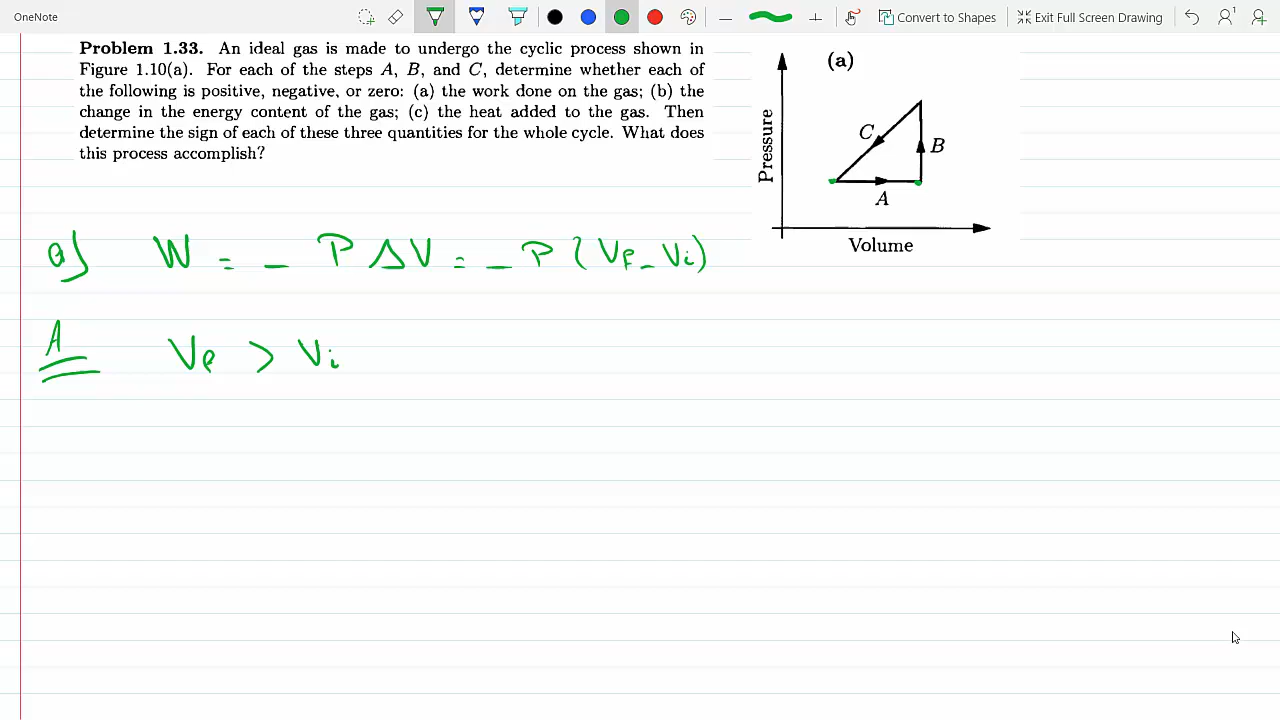 OneNote
Convert to Shapes
Exit Full Screen Drawing
Problem 1.33. An ideal gas is made to undergo the cyclic process shown in
Figure 1.10(a). For each of the steps A, B, and C, determine whether each of
the following is positive, negative, or zero: (a) the work done on the gas; (b) the
change in the energy content of the gas; (c) the heat added to the gas. Then
determine the sign of each of these three quantities for the whole cycle. What does
this process accomplish?
(a)
Pressure
C
B
A
Volume
a) W = - P ΔV = - P (Vf - Vi)
A Vf > Vi